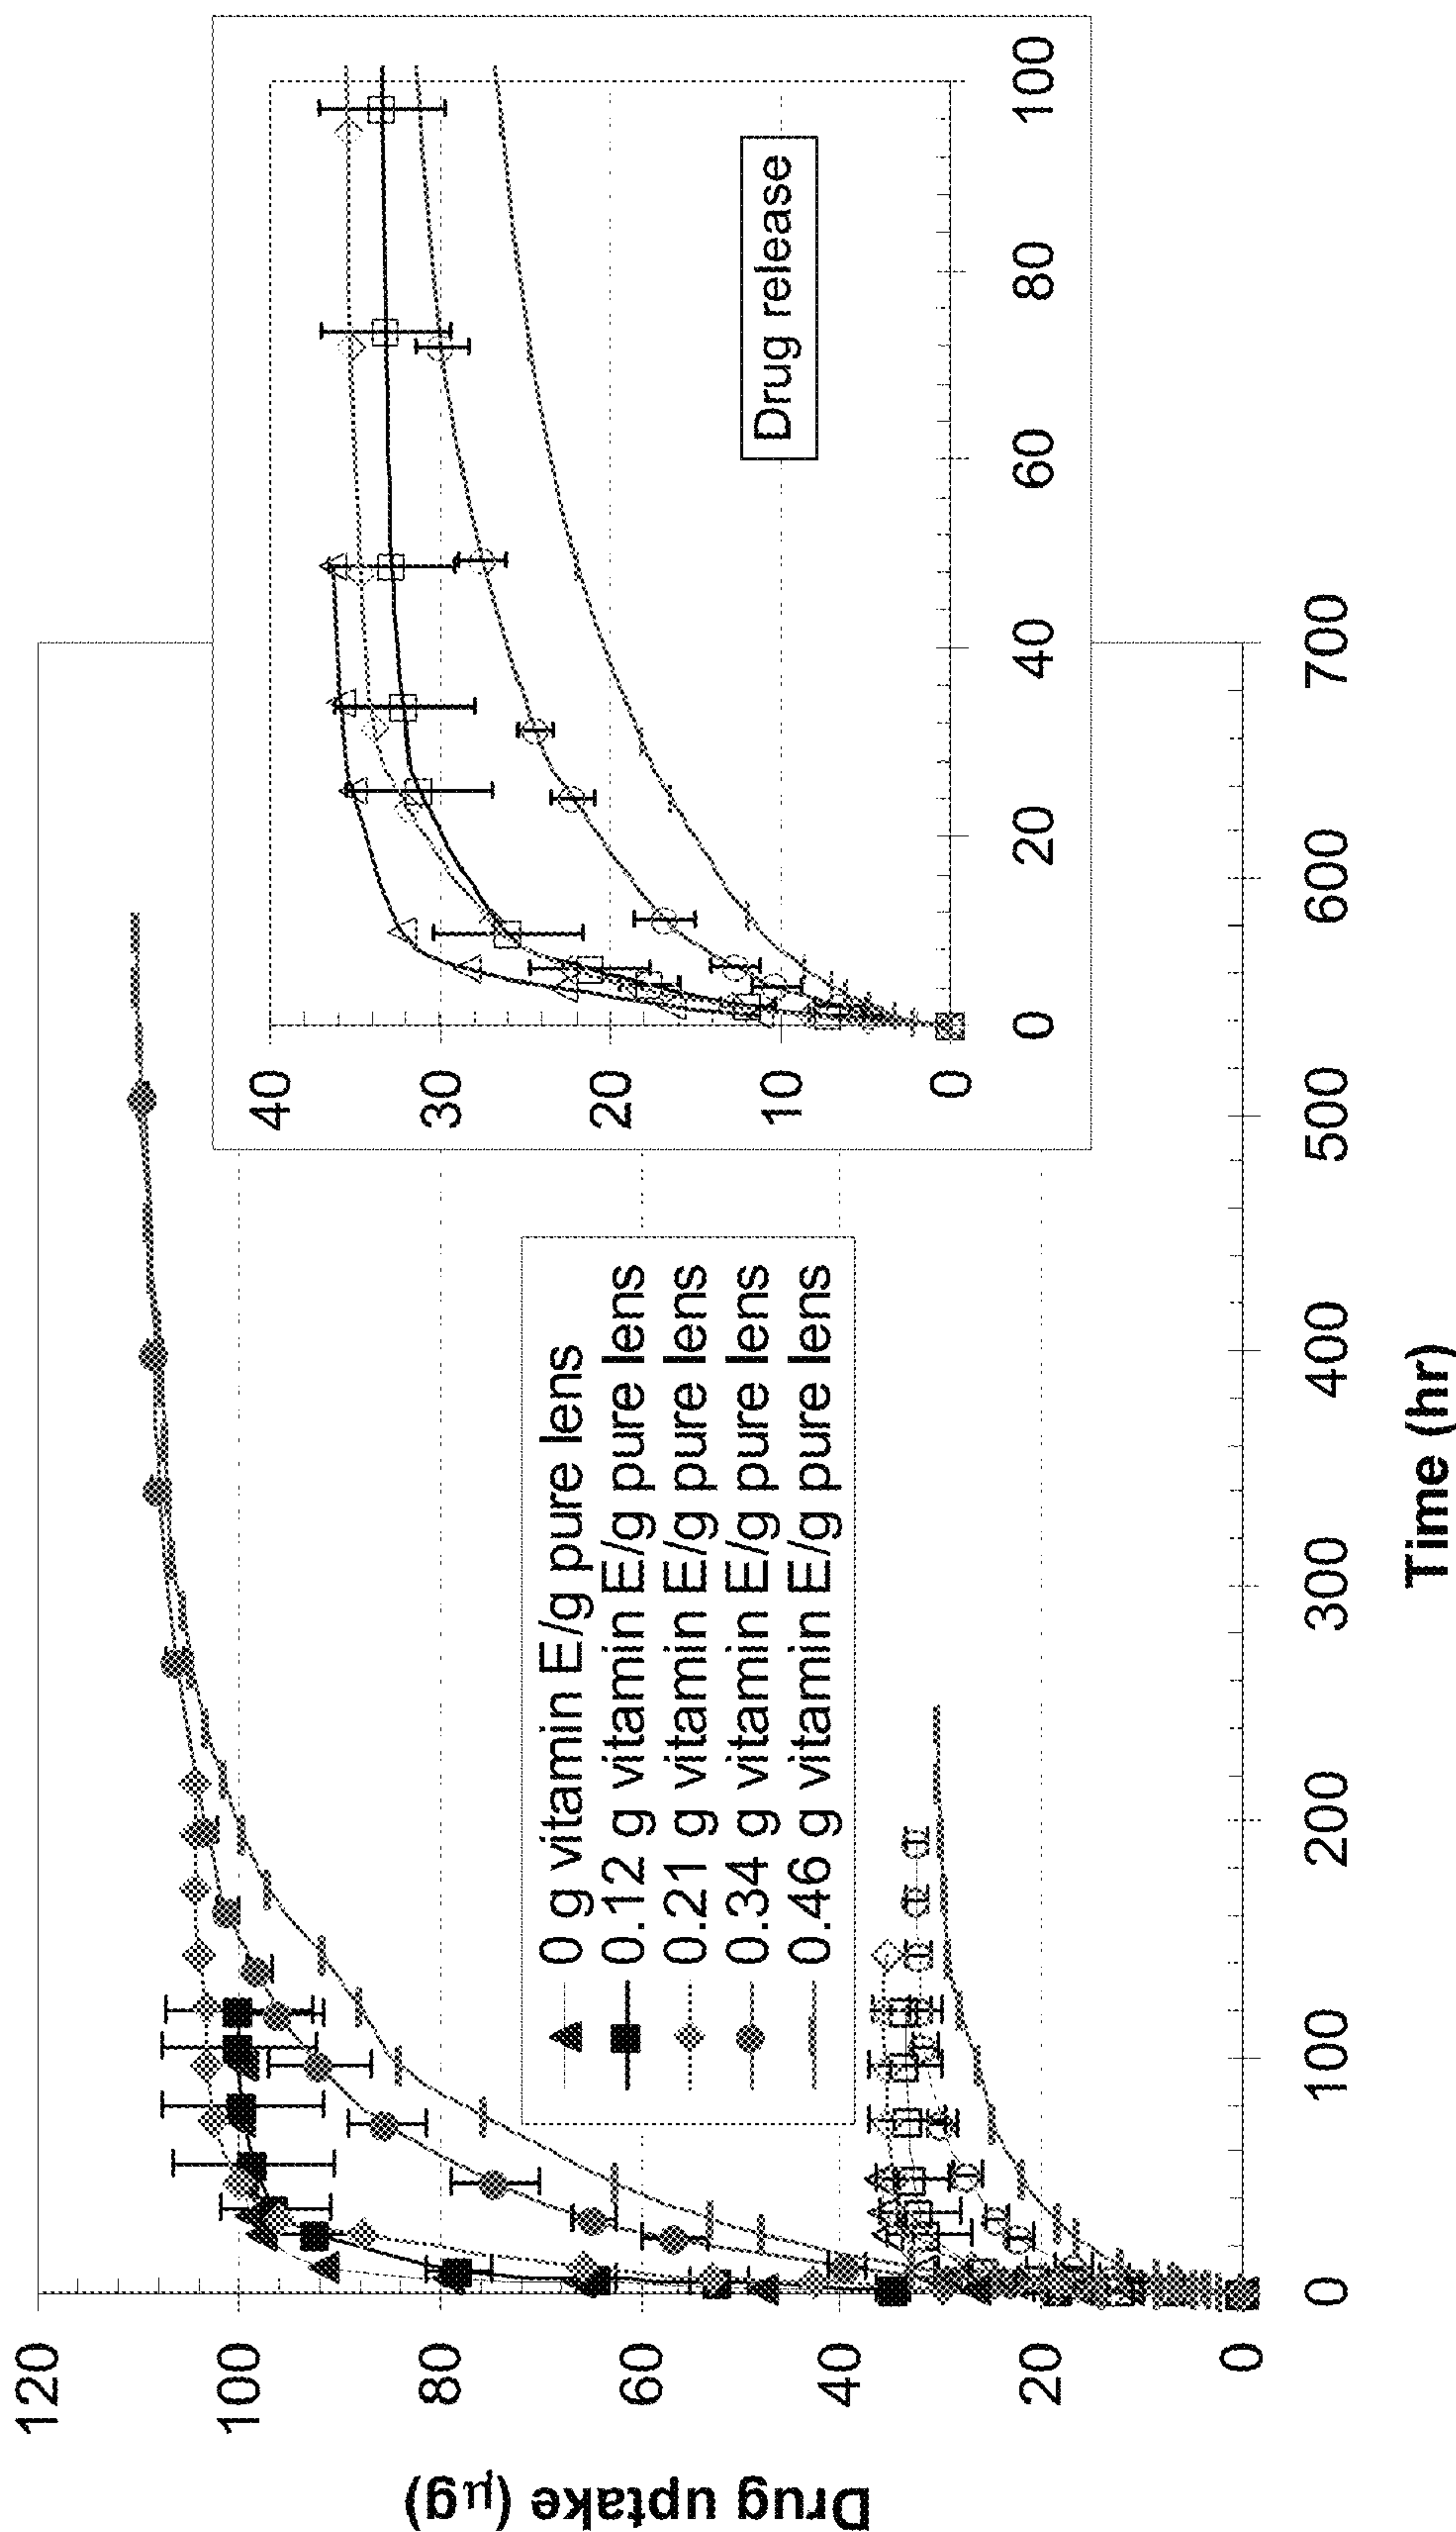 Drug uptake (μg)
120
100
80
60
40
20
0
0 g vitamin E/g pure lens
0.12 g vitamin E/g pure lens
0.21 g vitamin E/g pure lens
0.34 g vitamin E/g pure lens
0.46 g vitamin E/g pure lens
40
30
20
10
0
Drug release
0 20 40 60 80 100
0 100 200 300 400 500 600 700
Time (hr)